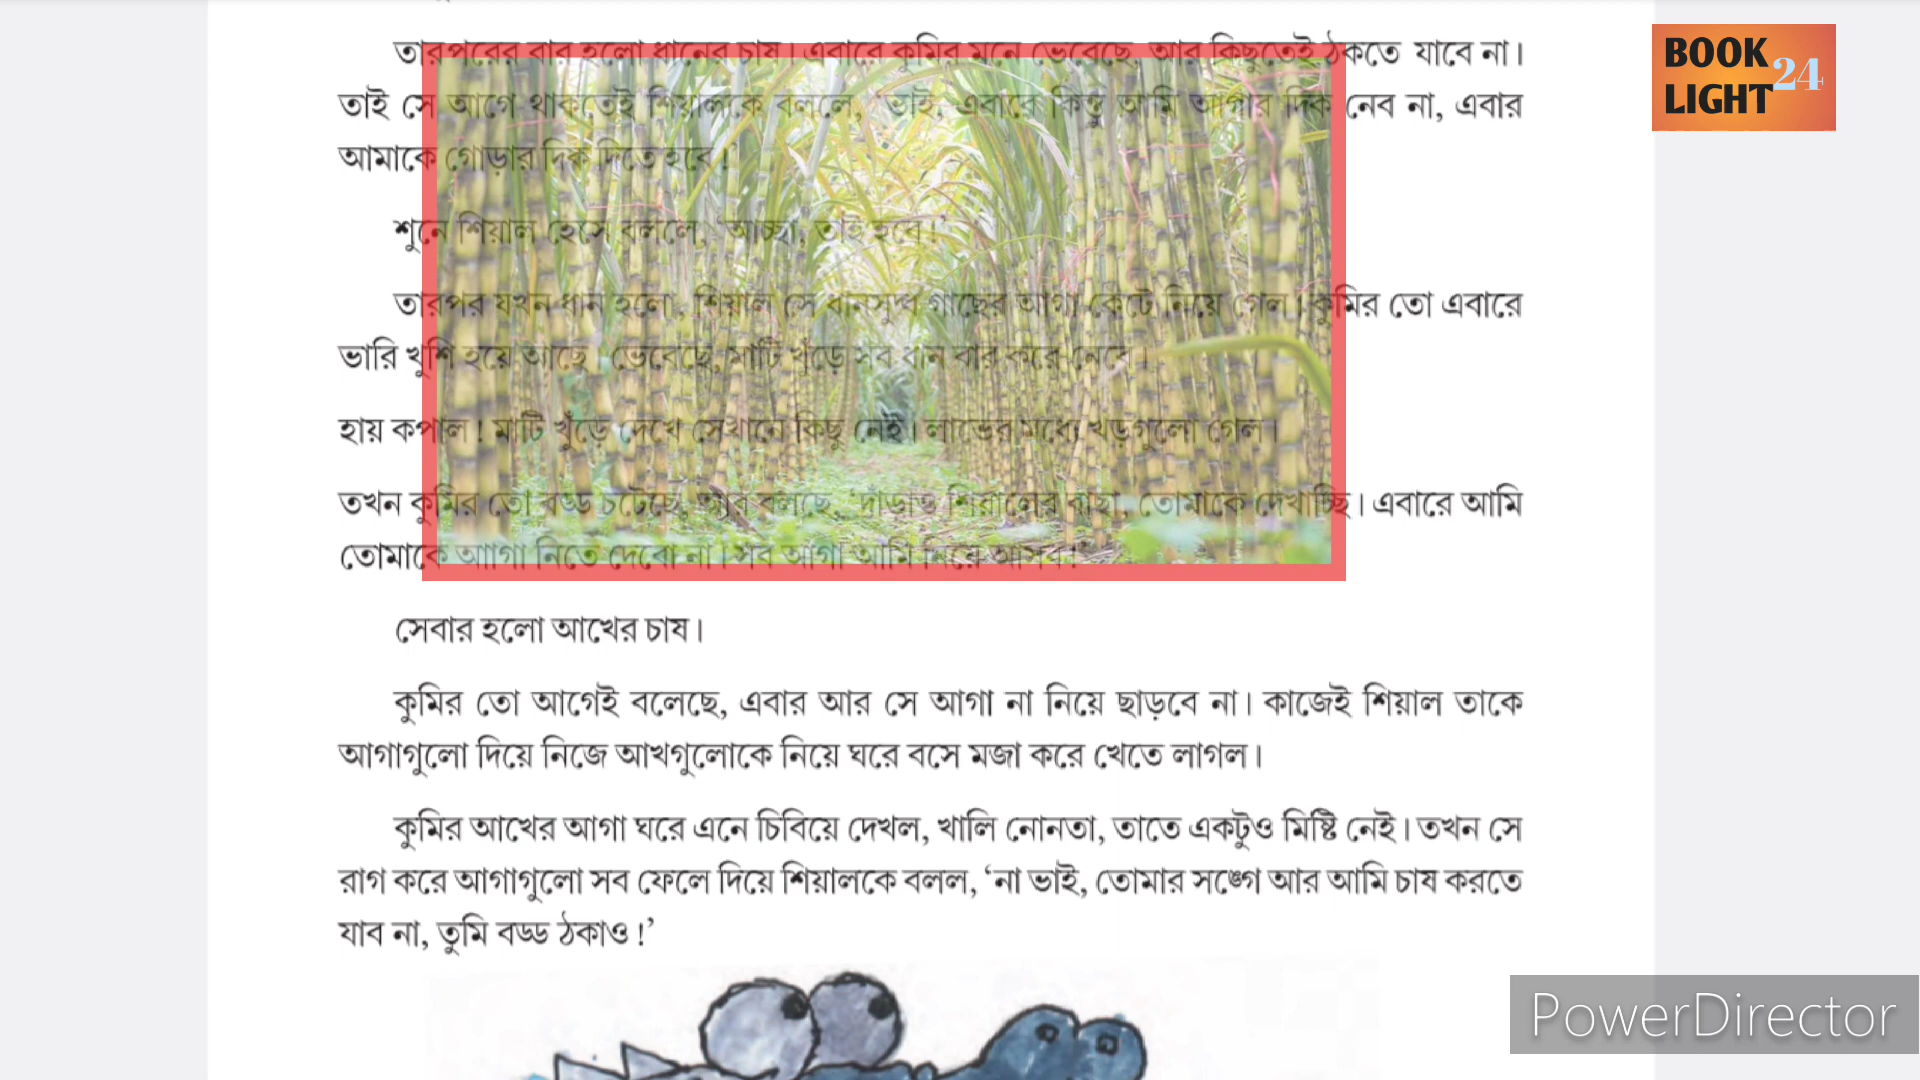 তারপরের বার হলো ধানের চাষ। এবারে কুমির মনে ভেবেছে, আর কিছুতেই ঠকতে যাবে না।
তাই সে আগে থাকতেই শিয়ালকে বললে, ‘ভাই, এবারে কিন্তু আমি আগার দিক নেব না, এবার
আমাকে গোড়ার দিক দিতে হবে।’
শুনে শিয়াল হেসে বললে, ‘আচ্ছা, তাই হবে।’
তারপর যখন ধান হলো, শিয়াল সে ধানসুদ্ধ গাছের আগা কেটে নিয়ে গেল। কুমির তো এবারে
ভারি খুশি হয়ে আছে। ভেবেছে, মাটি খুঁড়ে সব ধান বার করে নেবে।
হায় কপাল! মাটি খুঁড়ে দেখে সেখানে কিছু নেই। লাভের মধ্যে খড়গুলো গেল।
তখন কুমির তো বড্ড চটেছে, আর বলছে, ‘দাঁড়াও শিয়ালের বাছা, তোমাকে দেখাচ্ছি। এবারে আমি
তোমাকে আগা নিতে দেবো না। সব আগা আমি নিয়ে আসব।’
সেবার হলো আখের চাষ।
কুমির তো আগেই বলেছে, এবার আর সে আগা না নিয়ে ছাড়বে না। কাজেই শিয়াল তাকে
আগাগুলো দিয়ে নিজে আখগুলোকে নিয়ে ঘরে বসে মজা করে খেতে লাগল।
কুমির আখের আগা ঘরে এনে চিবিয়ে দেখল, খালি নোনতা, তাতে একটুও মিষ্টি নেই। তখন সে
রাগ করে আগাগুলো সব ফেলে দিয়ে শিয়ালকে বলল, ‘না ভাই, তোমার সঙ্গে আর আমি চাষ করতে
যাব না, তুমি বড্ড ঠকাও!’
BOOK
LIGHT 24
PowerDirector